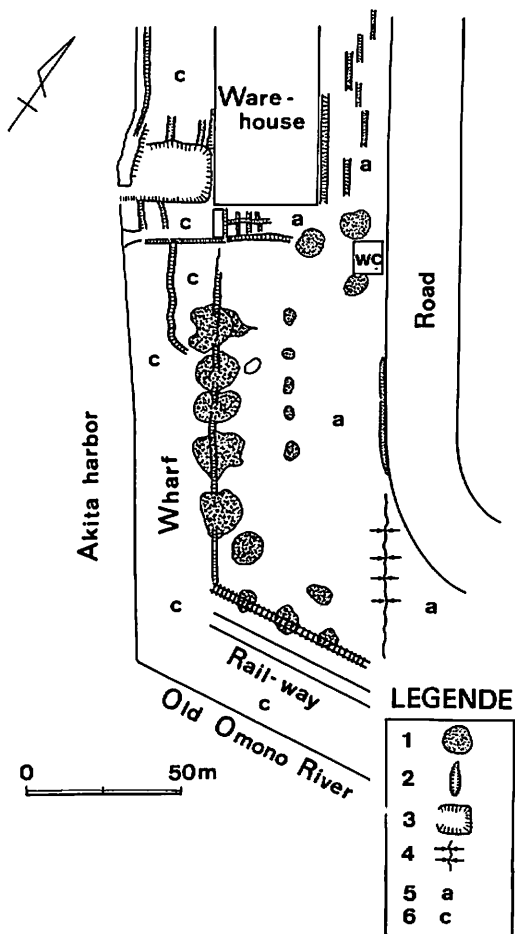 c
Ware-
house
a
c
a
WC
c
Road
c
a
Akita harbor
Wharf
c
a
Rail-way
c
Old Omono River
0 50m
LEGENDE
1
2
3
4
5 a
6 c